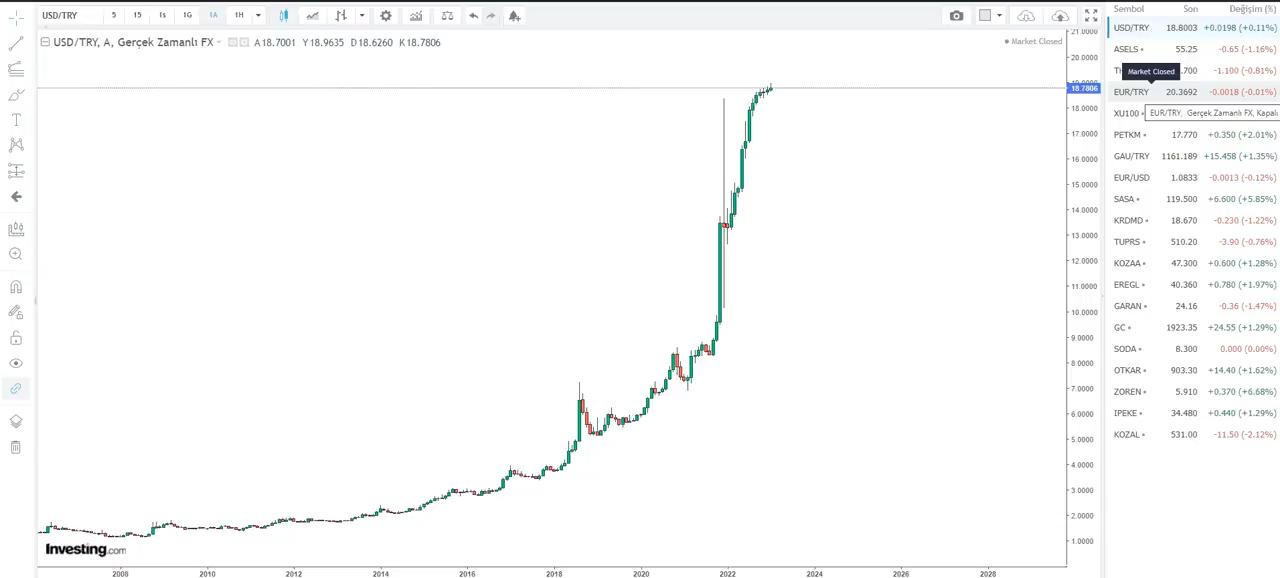 USD/TRY 5 15 1s 1G 1A 1H
USD/TRY, A, Gerçek Zamanlı FX A18.7001 Y18.9635 D18.6260 K18.7806
Market Closed
21.0000
20.0000
18.7806
18.0000
17.0000
16.0000
15.0000
14.0000
13.0000
12.0000
11.0000
10.0000
9.0000
8.0000
7.0000
6.0000
5.0000
4.0000
3.0000
2.0000
1.0000
Investing.com
2008 2010 2012 2014 2016 2018 2020 2022 2024 2026 2028
Sembol Son Değişim (%)
USD/TRY 18.8003 +0.0198 (+0.11%)
ASELS 55.25 -0.65 (-1.16%)
Market Closed
.700 -1.100 (-0.81%)
EUR/TRY 20.3692 -0.0018 (-0.01%)
XU100 EUR/TRY, Gerçek Zamanlı FX, Kapalı
PETKM 17.770 +0.350 (+2.01%)
GAU/TRY 1161.189 +15.458 (+1.35%)
EUR/USD 1.0833 -0.0013 (-0.12%)
SASA 119.500 +6.600 (+5.85%)
KRDMD 18.670 -0.230 (-1.22%)
TUPRS 510.20 -3.90 (-0.76%)
KOZAA 47.300 +0.600 (+1.28%)
EREGL 40.360 +0.780 (+1.97%)
GARAN 24.16 -0.36 (-1.47%)
GC 1923.35 +24.55 (+1.29%)
SODA 8.300 0.000 (0.00%)
OTKAR 903.30 +14.40 (+1.62%)
ZOREN 5.910 +0.370 (+6.68%)
IPEKE 34.480 +0.440 (+1.29%)
KOZAL 531.00 -11.50 (-2.12%)